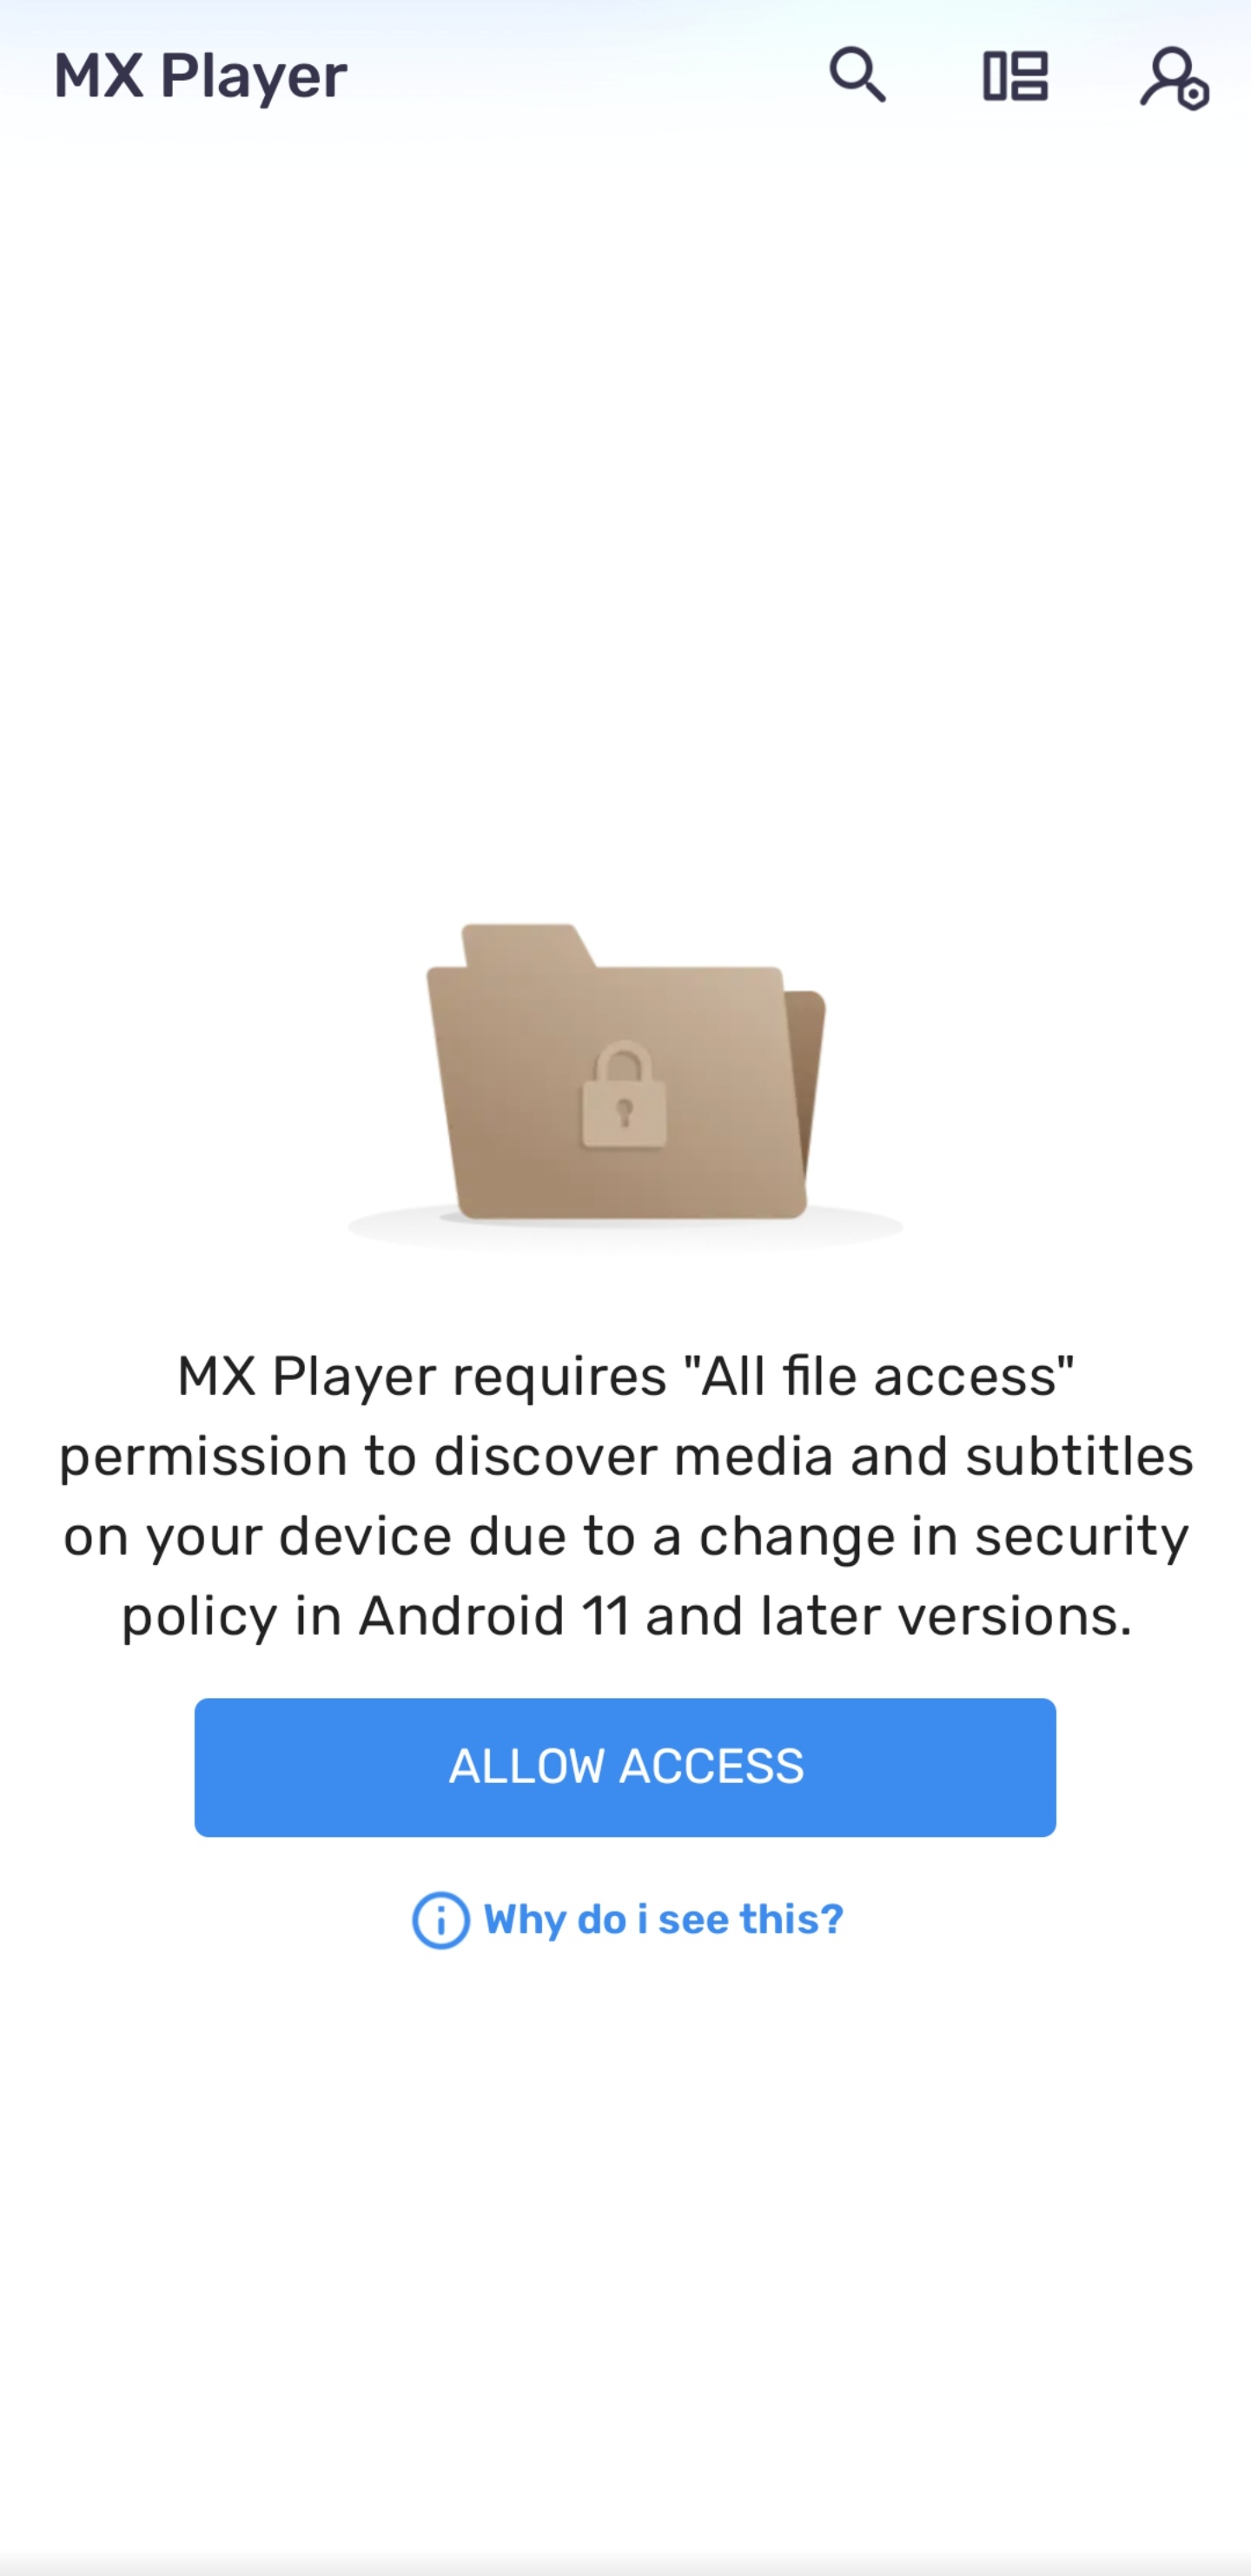 MX Player
MX Player requires "All file access"
permission to discover media and subtitles
on your device due to a change in security
policy in Android 11 and later versions.
ALLOW ACCESS
Why do i see this?